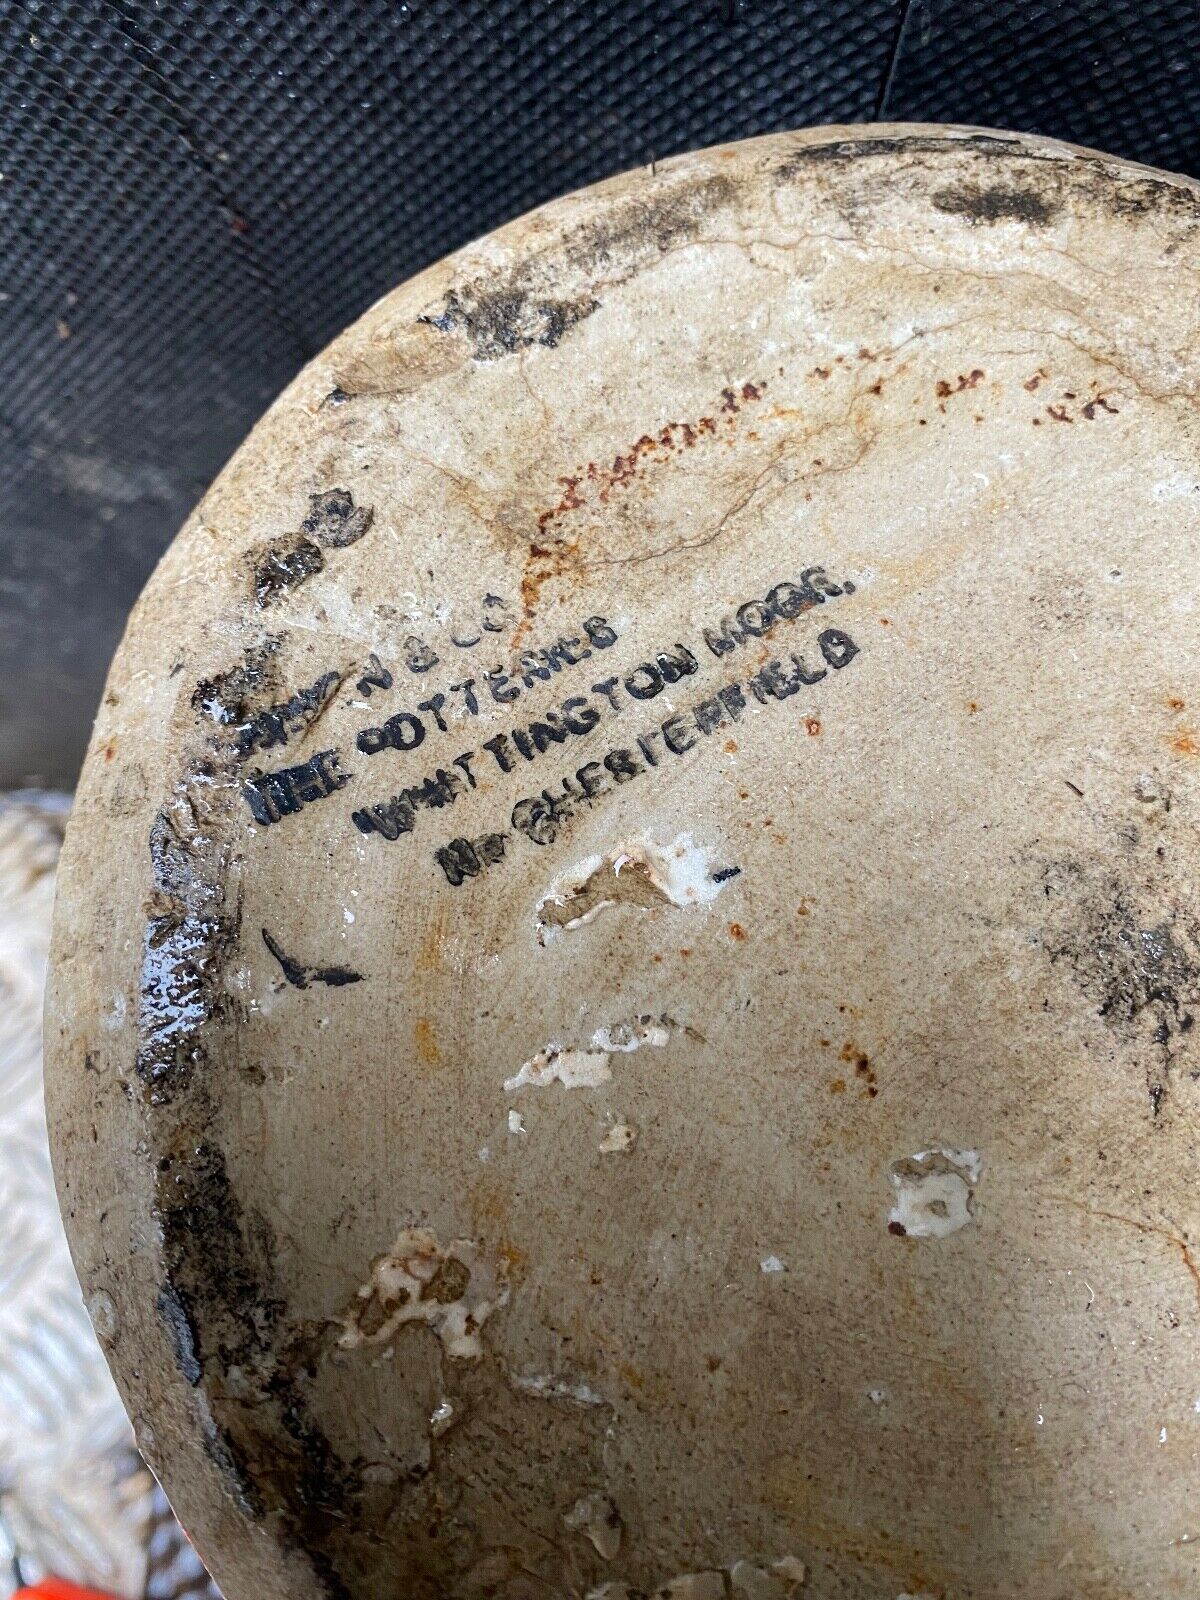 & CO
THE POTTERIES
WHITTINGTON MOOR,
Nr CHESTERFIELD